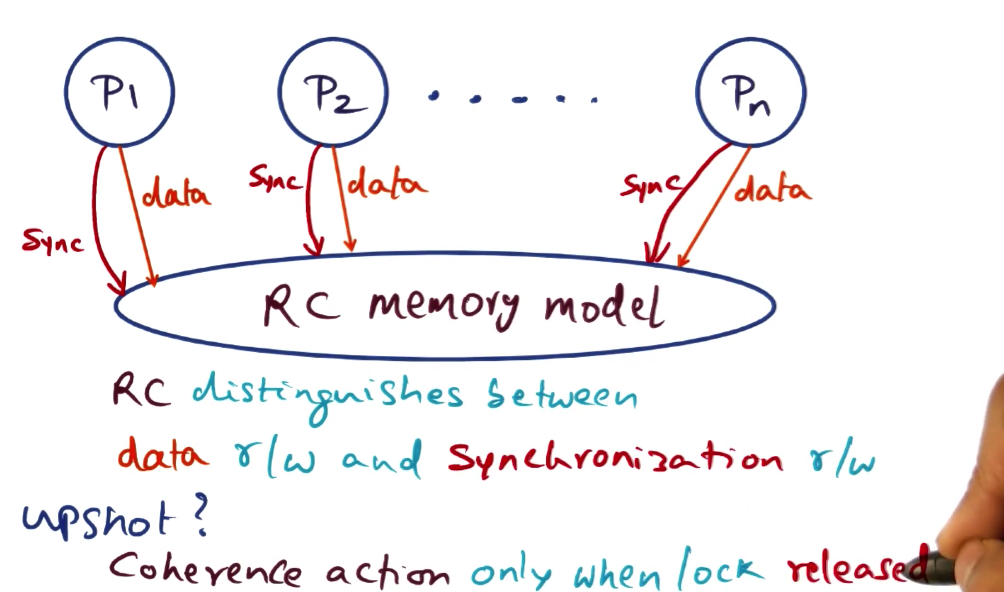 P1 P2 ..... Pn
Sync data Sync data Sync data
RC memory model
RC distinguishes between
data r/w and Synchronization r/w
upshot?
Coherence action only when lock released